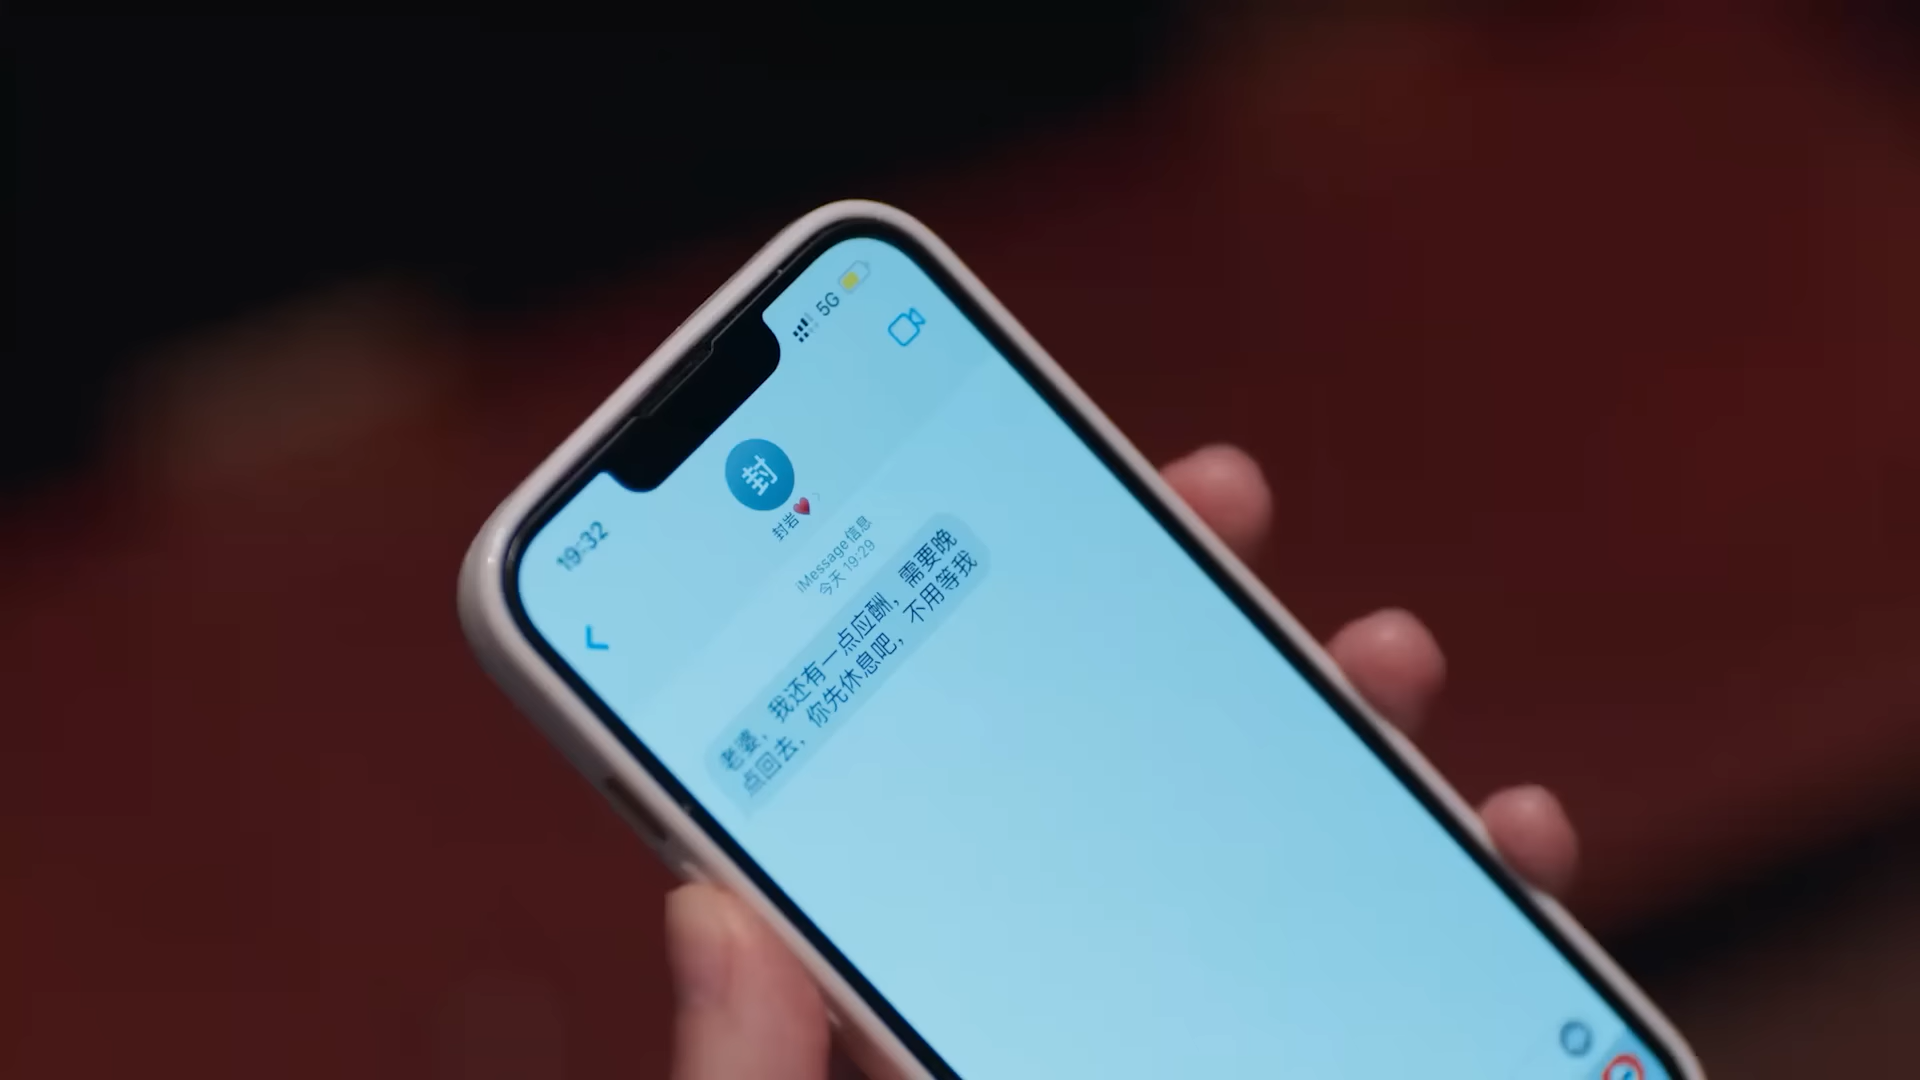 19:32
5G
封
封岩❤️
iMessage信息
今天 19:29
老婆，我还有一点应酬，需要晚
点回去，你先休息吧，不用等我